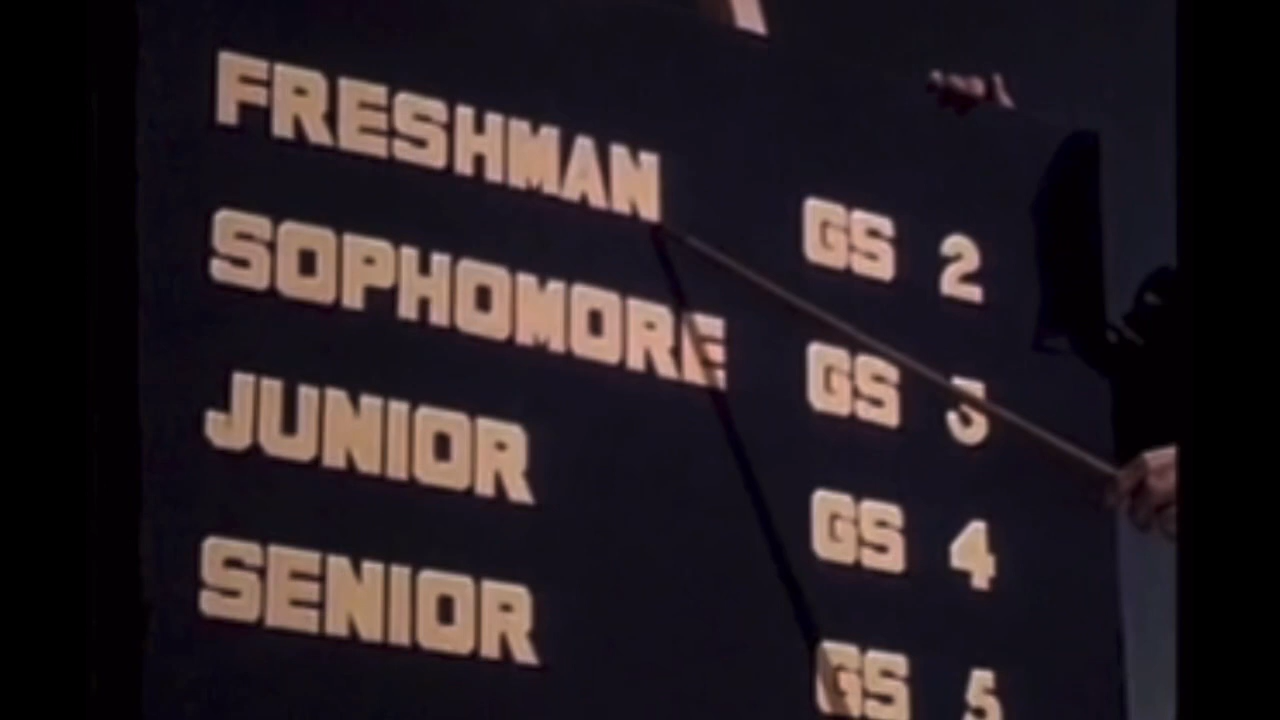 FRESHMAN GS 2
SOPHOMORE GS 3
JUNIOR GS 4
SENIOR GS 5